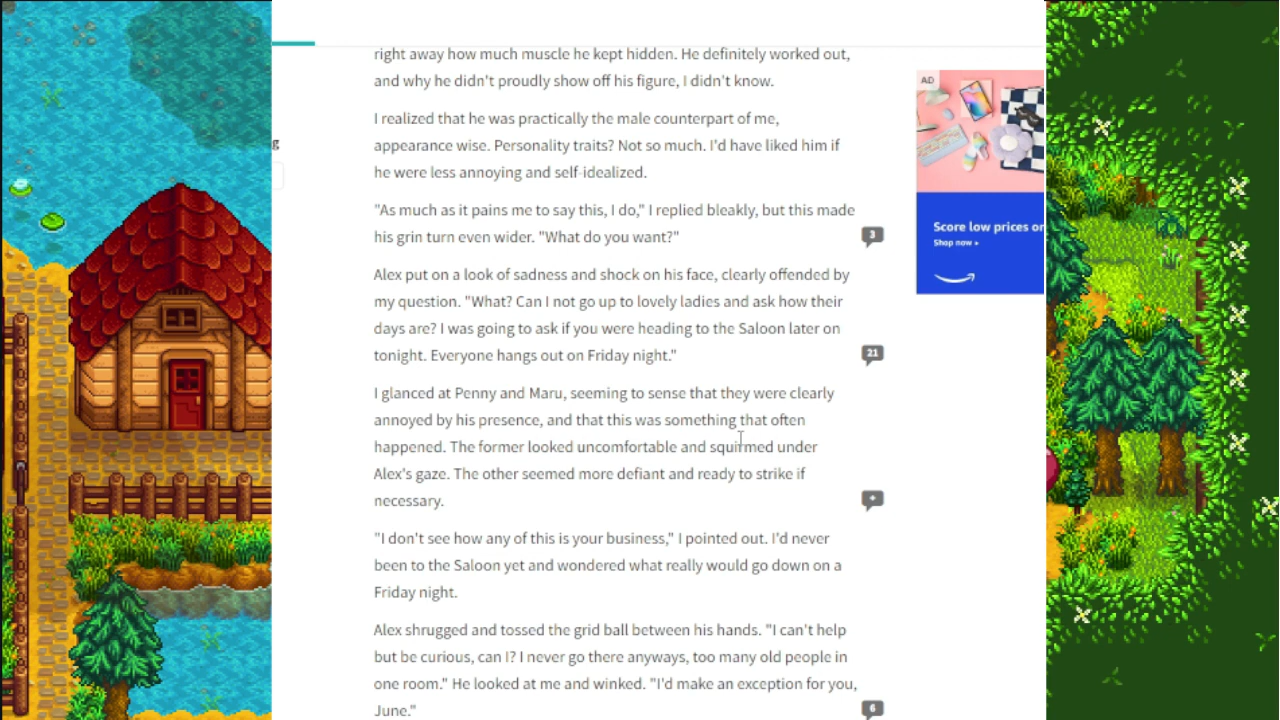 right away how much muscle he kept hidden. He definitely worked out,
and why he didn't proudly show off his figure, I didn't know.
I realized that he was practically the male counterpart of me,
appearance wise. Personality traits? Not so much. I'd have liked him if
he were less annoying and self-idealized.
"As much as it pains me to say this, I do," I replied bleakly, but this made
his grin turn even wider. "What do you want?"
3
Alex put on a look of sadness and shock on his face, clearly offended by
my question. "What? Can I not go up to lovely ladies and ask how their
days are? I was going to ask if you were heading to the Saloon later on
tonight. Everyone hangs out on Friday night."
21
I glanced at Penny and Maru, seeming to sense that they were clearly
annoyed by his presence, and that this was something that often
happened. The former looked uncomfortable and squirmed under
Alex's gaze. The other seemed more defiant and ready to strike if
necessary.
+
"I don't see how any of this is your business," I pointed out. I'd never
been to the Saloon yet and wondered what really would go down on a
Friday night.
Alex shrugged and tossed the grid ball between his hands. "I can't help
but be curious, can I? I never go there anyways, too many old people in
one room." He looked at me and winked. "I'd make an exception for you,
June."
6
g
AD
Score low prices or
Shop now »